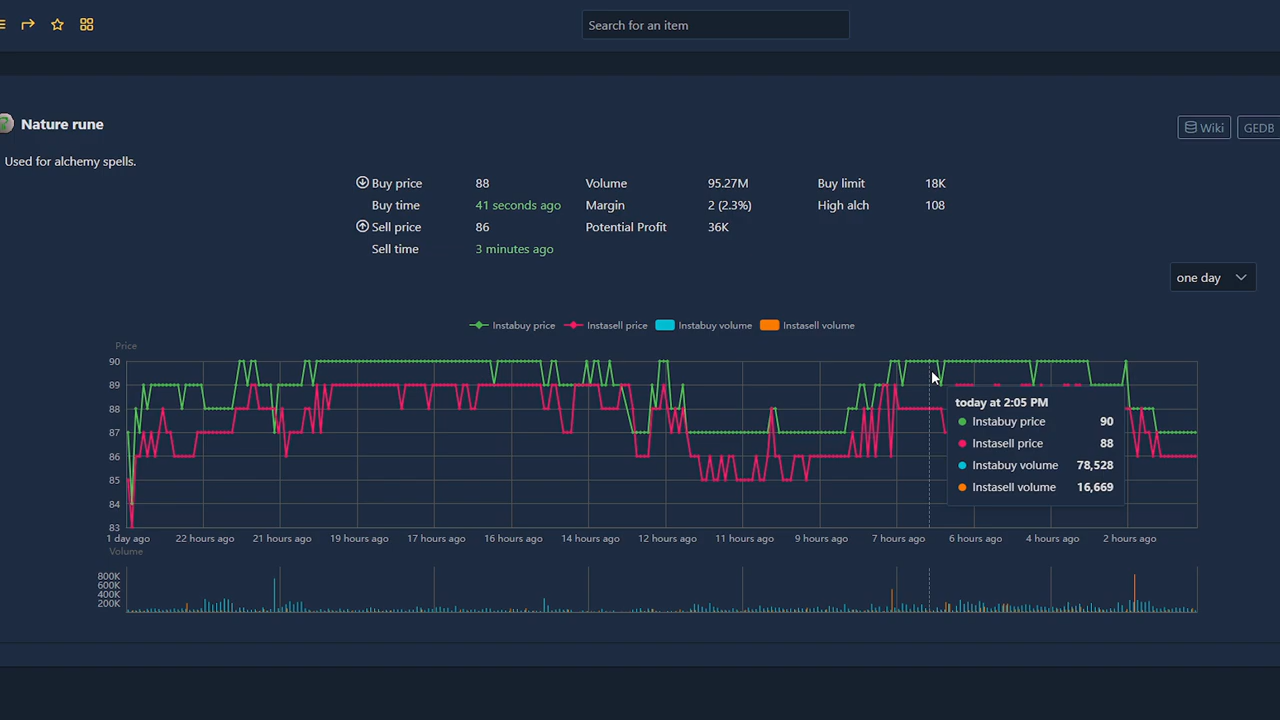 Search for an item
Nature rune
Wiki
GEDB
Used for alchemy spells.
Buy price 88 Volume 95.27M Buy limit 18K
Buy time 41 seconds ago Margin 2 (2.3%) High alch 108
Sell price 86 Potential Profit 36K
Sell time 3 minutes ago
one day
Instabuy price Instasell price Instabuy volume Instasell volume
Price
90
89
88
87
86
85
84
83
today at 2:05 PM
Instabuy price 90
Instasell price 88
Instabuy volume 78,528
Instasell volume 16,669
1 day ago 22 hours ago 21 hours ago 19 hours ago 17 hours ago 16 hours ago 14 hours ago 12 hours ago 11 hours ago 9 hours ago 7 hours ago 6 hours ago 4 hours ago 2 hours ago
Volume
800K
600K
400K
200K